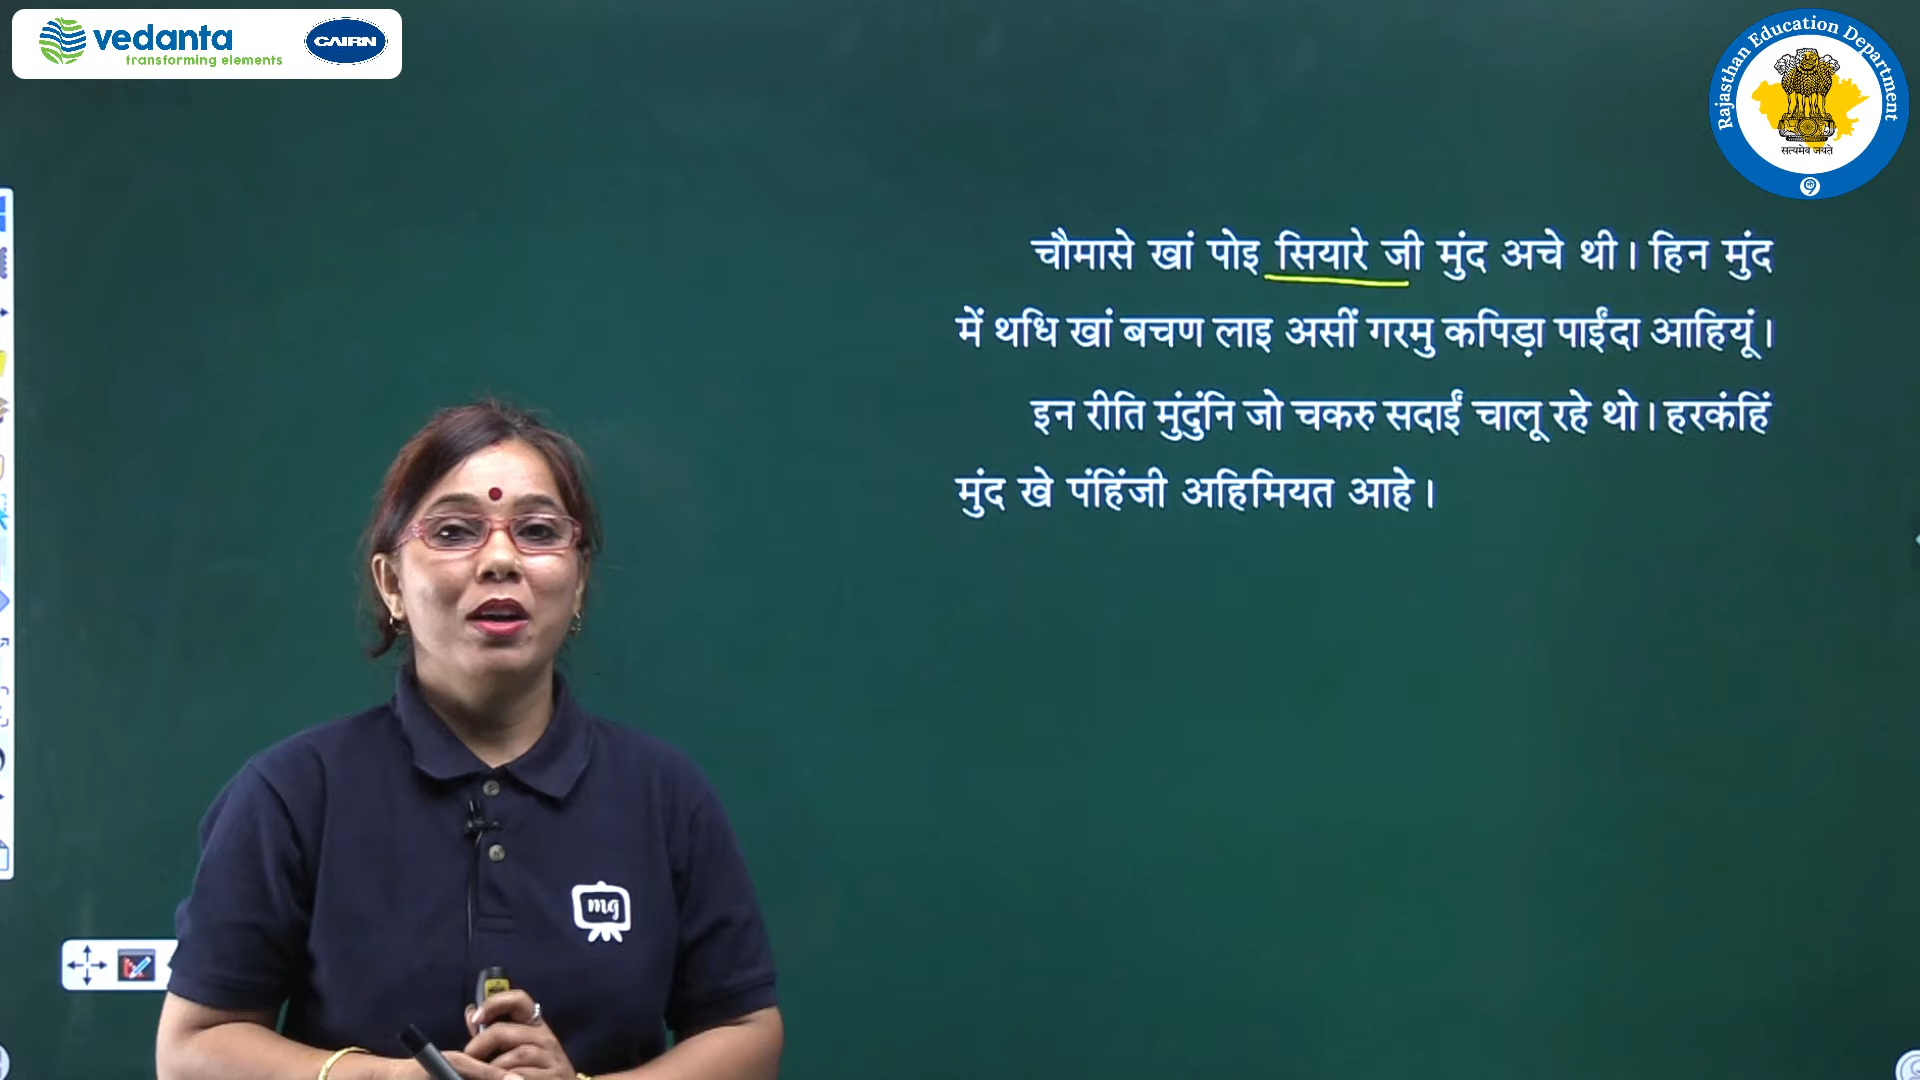 vedanta
transforming elements
CAIRN
Rajasthan Education Department
सत्यमेव जयते
चौमासे खां पोइ सियारे जी मुंद अचे थी। हिन मुंद
में थधि खां बचण लाइ असीं गरमु कपिड़ा पाईंदा आहियूं।
इन रीति मुंदुंनि जो चकरु सदाईं चालू रहे थो। हरकंहिं
मुंद खे पंहिंजी अहिमियत आहे।
mg